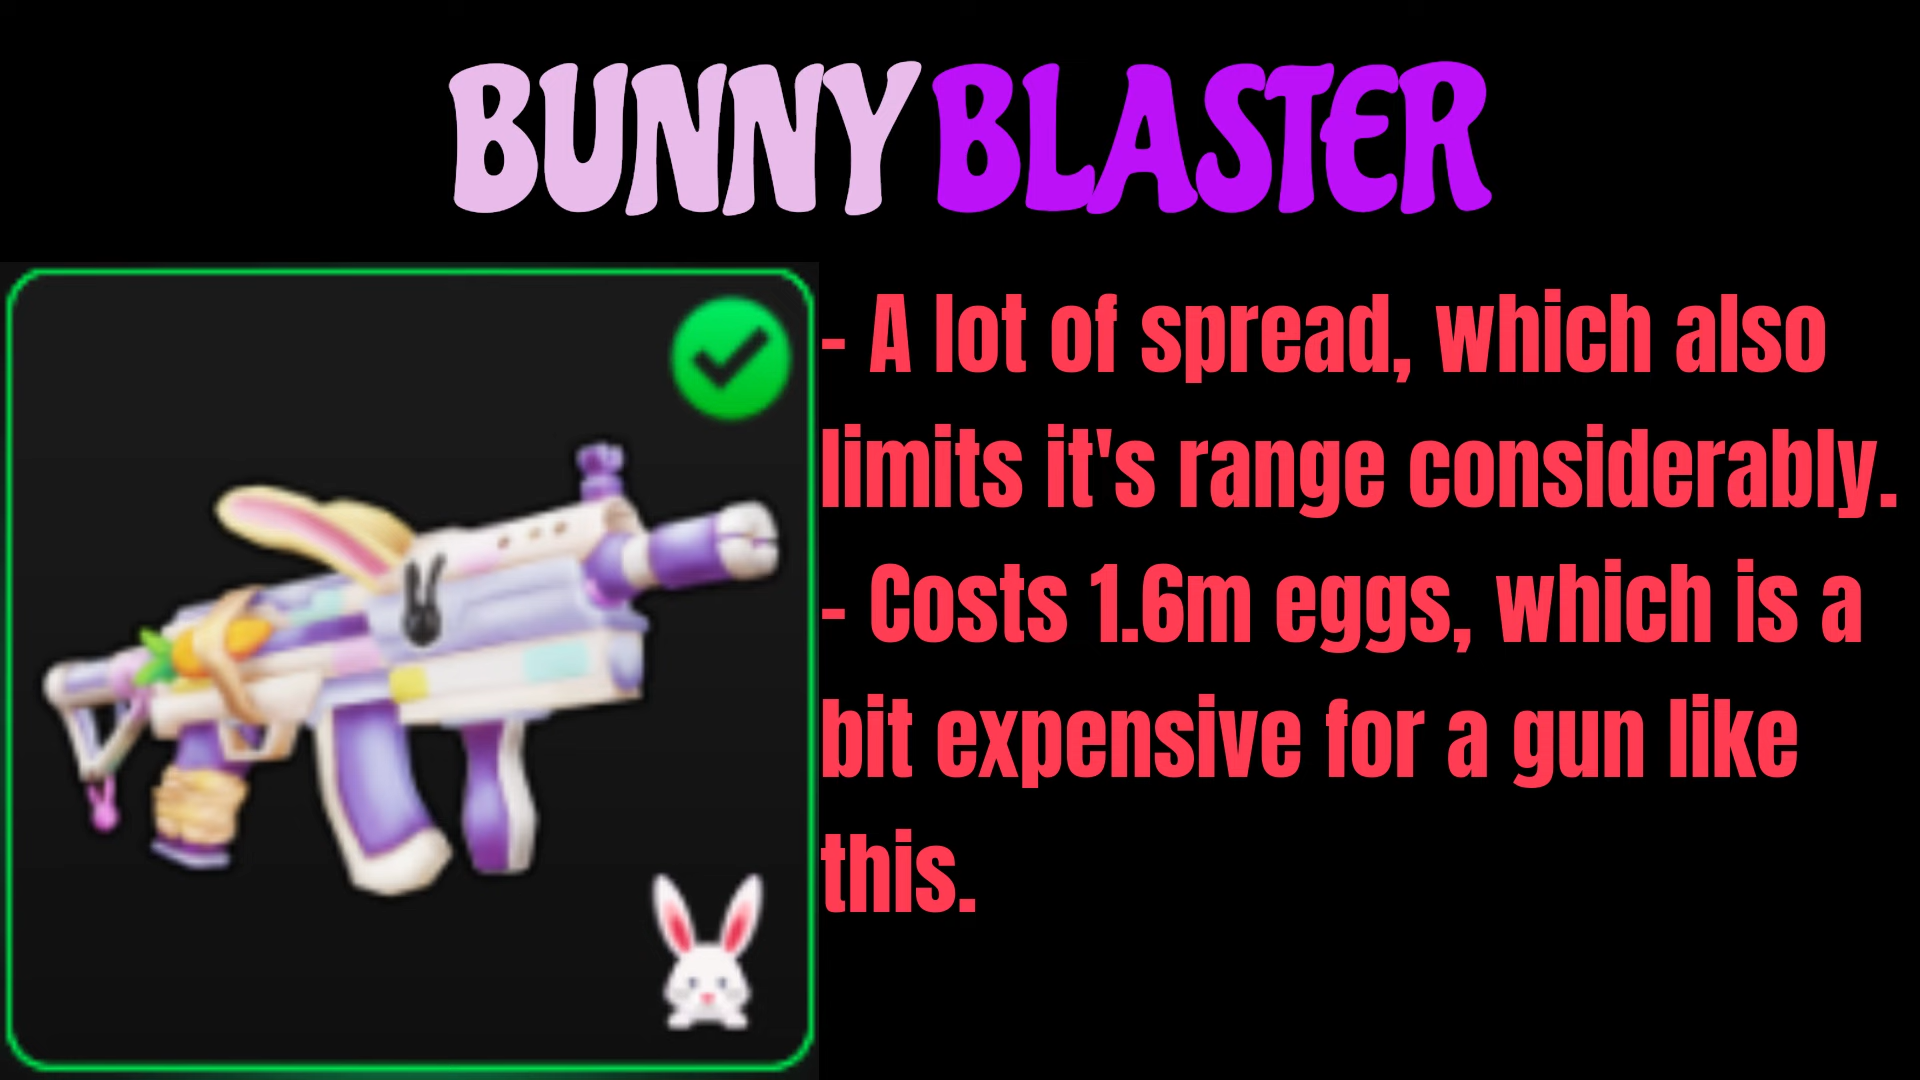 BUNNY BLASTER
- A lot of spread, which also
limits it's range considerably.
- Costs 1.6m eggs, which is a
bit expensive for a gun like
this.